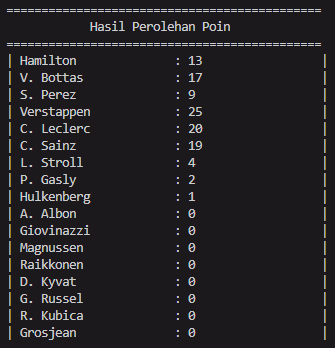 ==========================================
Hasil Perolehan Poin
==========================================
| Hamilton : 13 |
| V. Bottas : 17 |
| S. Perez : 9 |
| Verstappen : 25 |
| C. Leclerc : 20 |
| C. Sainz : 19 |
| L. Stroll : 4 |
| P. Gasly : 2 |
| Hulkenberg : 1 |
| A. Albon : 0 |
| Giovinazzi : 0 |
| Magnussen : 0 |
| Raikkonen : 0 |
| D. Kyvat : 0 |
| G. Russel : 0 |
| R. Kubica : 0 |
| Grosjean : 0 |